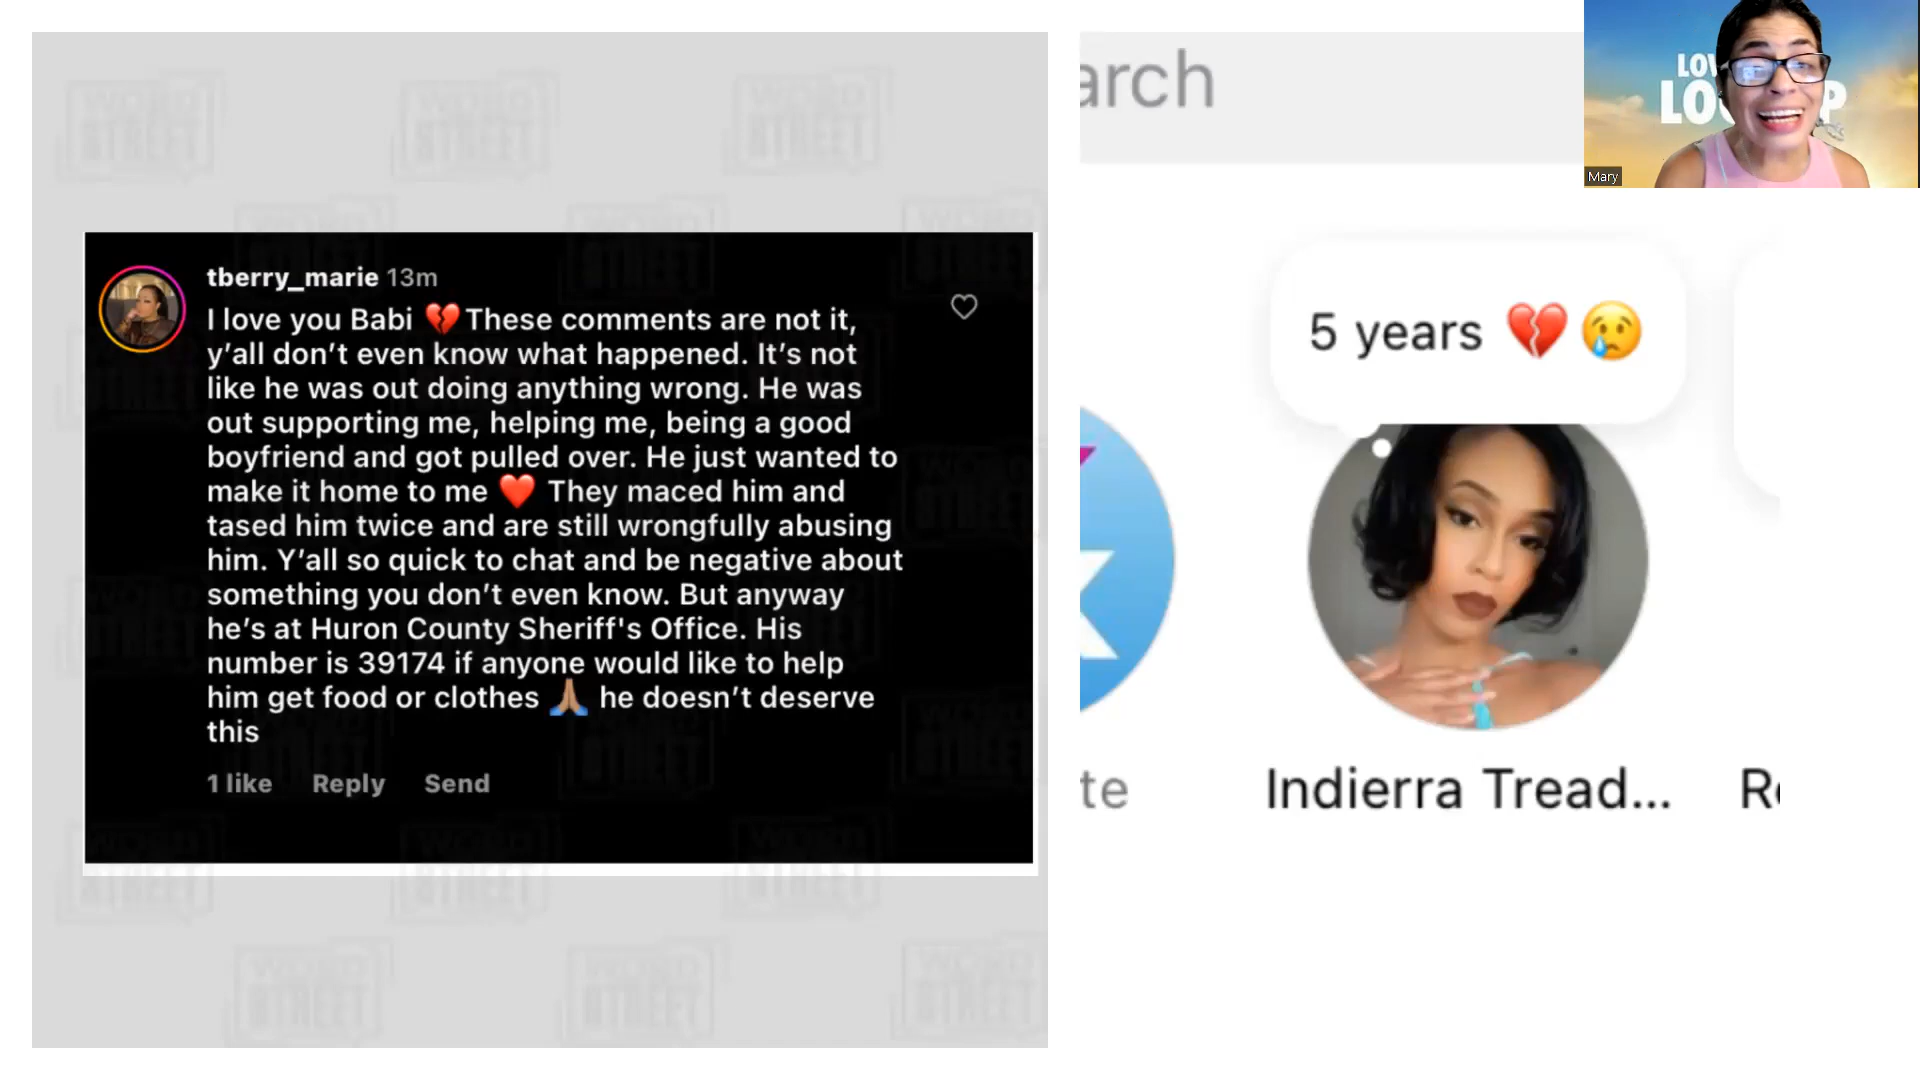 WORD
STREET
tberry_marie 13m
I love you Babi 💔These comments are not it,
y’all don’t even know what happened. It’s not
like he was out doing anything wrong. He was
out supporting me, helping me, being a good
boyfriend and got pulled over. He just wanted to
make it home to me ❤️ They maced him and
tased him twice and are still wrongfully abusing
him. Y’all so quick to chat and be negative about
something you don’t even know. But anyway
he’s at Huron County Sheriff's Office. His
number is 39174 if anyone would like to help
him get food or clothes 🙏🏽 he doesn’t deserve
this
1 like Reply Send
arch
5 years 💔😢
te
Indierra Tread...
Mary